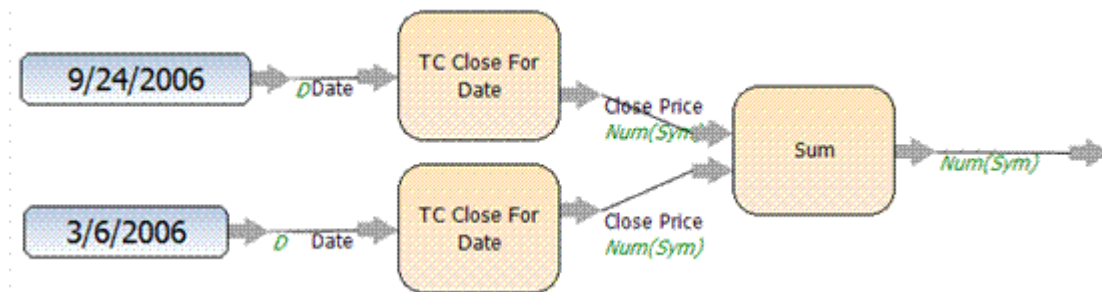 9/24/2006
D Date
TC Close For
Date
Close Price
Num(Sym)
Sum
Num(Sym)
3/6/2006
D Date
TC Close For
Date
Close Price
Num(Sym)